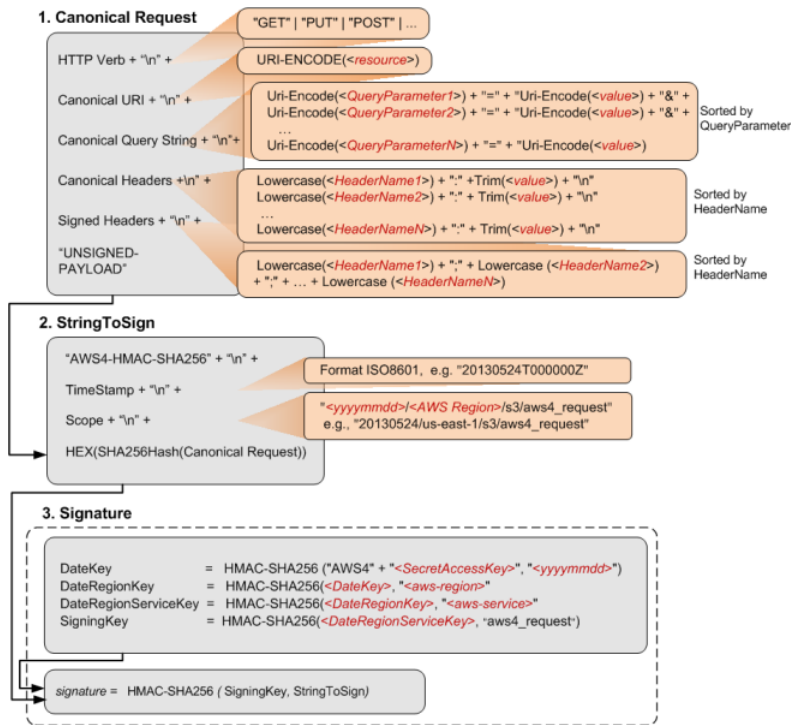 1. Canonical Request
"GET" | "PUT" | "POST" | ...
HTTP Verb + "\n" +
URI-ENCODE(<resource>)
Canonical URI + "\n" +
Uri-Encode(<QueryParameter1>) + "=" + "Uri-Encode(<value>) + "&" +
Uri-Encode(<QueryParameter2>) + "=" + "Uri-Encode(<value>) + "&" +
...
Uri-Encode(<QueryParameterN>) + "=" + "Uri-Encode(<value>)
Sorted by
QueryParameter
Canonical Query String + "\n"+
Canonical Headers +\n" +
Lowercase(<HeaderName1>) + ":" +Trim(<value>) + "\n"
Lowercase(<HeaderName2>) + ":" + Trim(<value>) + "\n"
...
Lowercase(<HeaderNameN>) + ":" + Trim(<value>) + "\n"
Sorted by
HeaderName
Signed Headers + "\n" +
"UNSIGNED-
PAYLOAD"
Lowercase(<HeaderName1>) + ";" + Lowercase (<HeaderName2>)
+ ";" + ... + Lowercase (<HeaderNameN>)
Sorted by
HeaderName
2. StringToSign
"AWS4-HMAC-SHA256" + "\n" +
Format ISO8601, e.g. "20130524T000000Z"
TimeStamp + "\n" +
"<yyyymmdd>/<AWS Region>/s3/aws4_request"
e.g., "20130524/us-east-1/s3/aws4_request"
Scope + "\n" +
HEX(SHA256Hash(Canonical Request))
3. Signature
DateKey = HMAC-SHA256 ("AWS4" + "<SecretAccessKey>", "<yyyymmdd>")
DateRegionKey = HMAC-SHA256(<DateKey>, "<aws-region>"
DateRegionServiceKey = HMAC-SHA256(<DateRegionKey>, "<aws-service>"
SigningKey = HMAC-SHA256(<DateRegionServiceKey>, "aws4_request")
signature = HMAC-SHA256 ( SigningKey, StringToSign)